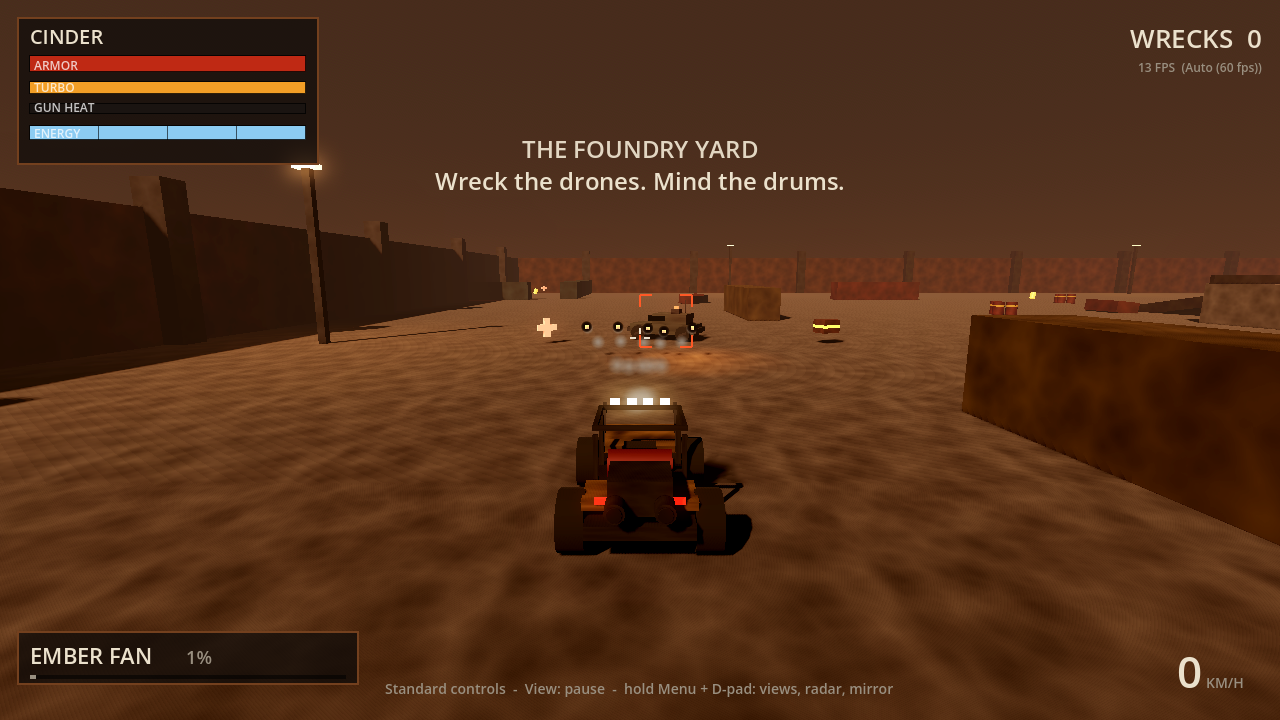 CINDER
ARMOR
TURBO
GUN HEAT
ENERGY
WRECKS 0
13 FPS (Auto (60 fps))
THE FOUNDRY YARD
Wreck the drones. Mind the drums.
EMBER FAN 1%
Standard controls - View: pause - hold Menu + D-pad: views, radar, mirror
0 KM/H